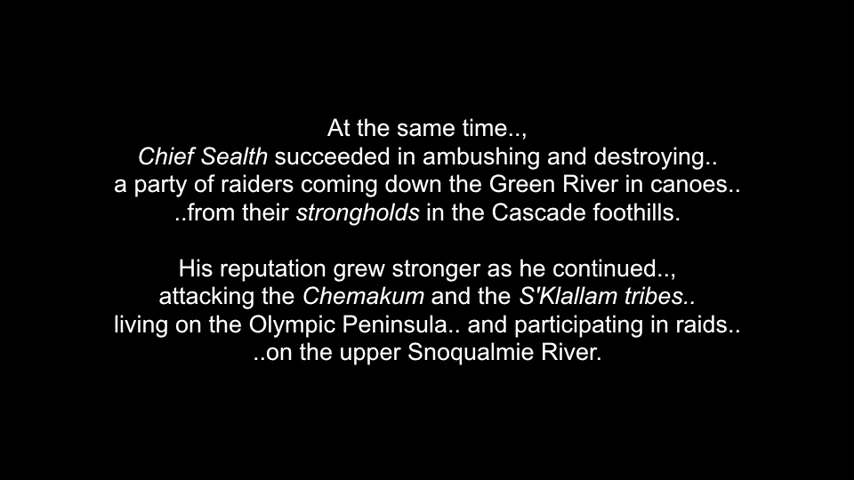 At the same time..,
Chief Sealth succeeded in ambushing and destroying..
a party of raiders coming down the Green River in canoes..
..from their strongholds in the Cascade foothills.
His reputation grew stronger as he continued..,
attacking the Chemakum and the S'Klallam tribes..
living on the Olympic Peninsula.. and participating in raids..
..on the upper Snoqualmie River.